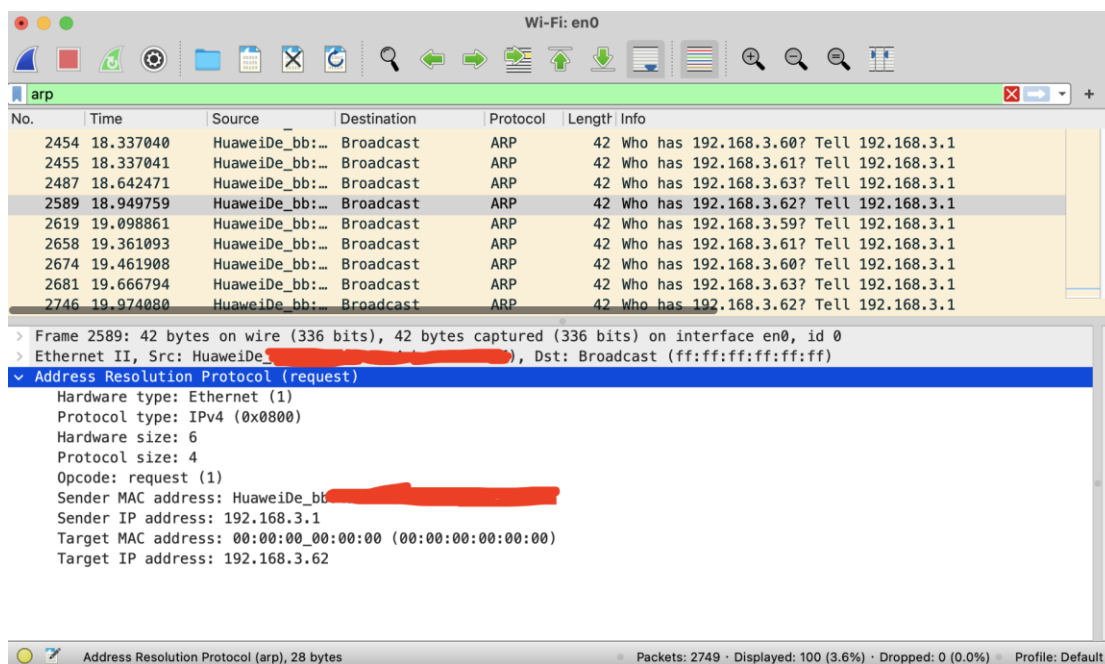 Wi-Fi: en0
arp
No. Time Source Destination Protocol Length Info
2454 18.337040 HuaweiDe_bb:… Broadcast ARP 42 Who has 192.168.3.60? Tell 192.168.3.1
2455 18.337041 HuaweiDe_bb:… Broadcast ARP 42 Who has 192.168.3.61? Tell 192.168.3.1
2487 18.642471 HuaweiDe_bb:… Broadcast ARP 42 Who has 192.168.3.63? Tell 192.168.3.1
2589 18.949759 HuaweiDe_bb:… Broadcast ARP 42 Who has 192.168.3.62? Tell 192.168.3.1
2619 19.098861 HuaweiDe_bb:… Broadcast ARP 42 Who has 192.168.3.59? Tell 192.168.3.1
2658 19.361093 HuaweiDe_bb:… Broadcast ARP 42 Who has 192.168.3.61? Tell 192.168.3.1
2674 19.461908 HuaweiDe_bb:… Broadcast ARP 42 Who has 192.168.3.60? Tell 192.168.3.1
2681 19.666794 HuaweiDe_bb:… Broadcast ARP 42 Who has 192.168.3.63? Tell 192.168.3.1
2746 19.974080 HuaweiDe_bb:… Broadcast ARP 42 Who has 192.168.3.62? Tell 192.168.3.1
Frame 2589: 42 bytes on wire (336 bits), 42 bytes captured (336 bits) on interface en0, id 0
Ethernet II, Src: HuaweiDe_ ), Dst: Broadcast (ff:ff:ff:ff:ff:ff)
Address Resolution Protocol (request)
Hardware type: Ethernet (1)
Protocol type: IPv4 (0x0800)
Hardware size: 6
Protocol size: 4
Opcode: request (1)
Sender MAC address: HuaweiDe_bb
Sender IP address: 192.168.3.1
Target MAC address: 00:00:00_00:00:00 (00:00:00:00:00:00)
Target IP address: 192.168.3.62
Address Resolution Protocol (arp), 28 bytes Packets: 2749 · Displayed: 100 (3.6%) · Dropped: 0 (0.0%) Profile: Default